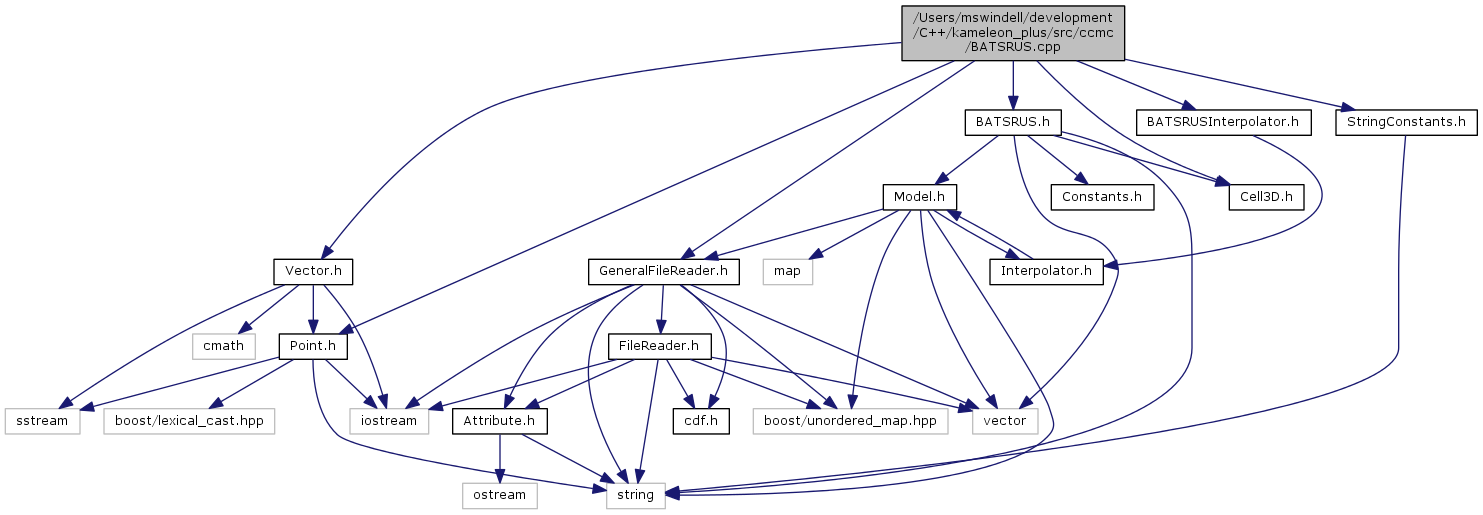 /Users/mswindell/development
/C++/kameleon_plus/src/ccmc
/BATSRUS.cpp
BATSRUS.h
BATSRUSInterpolator.h
StringConstants.h
Model.h
Constants.h
Cell3D.h
Vector.h
GeneralFileReader.h
map
Interpolator.h
cmath
Point.h
FileReader.h
sstream
boost/lexical_cast.hpp
iostream
Attribute.h
cdf.h
boost/unordered_map.hpp
vector
ostream
string